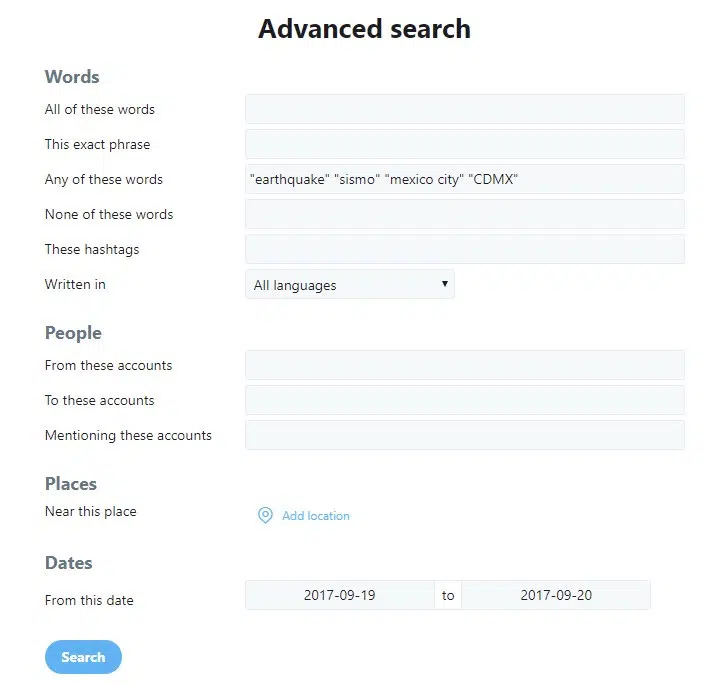 Advanced search
Words
All of these words
This exact phrase
Any of these words "earthquake" "sismo" "mexico city" "CDMX"
None of these words
These hashtags
Written in All languages
People
From these accounts
To these accounts
Mentioning these accounts
Places
Near this place Add location
Dates
From this date 2017-09-19 to 2017-09-20
Search